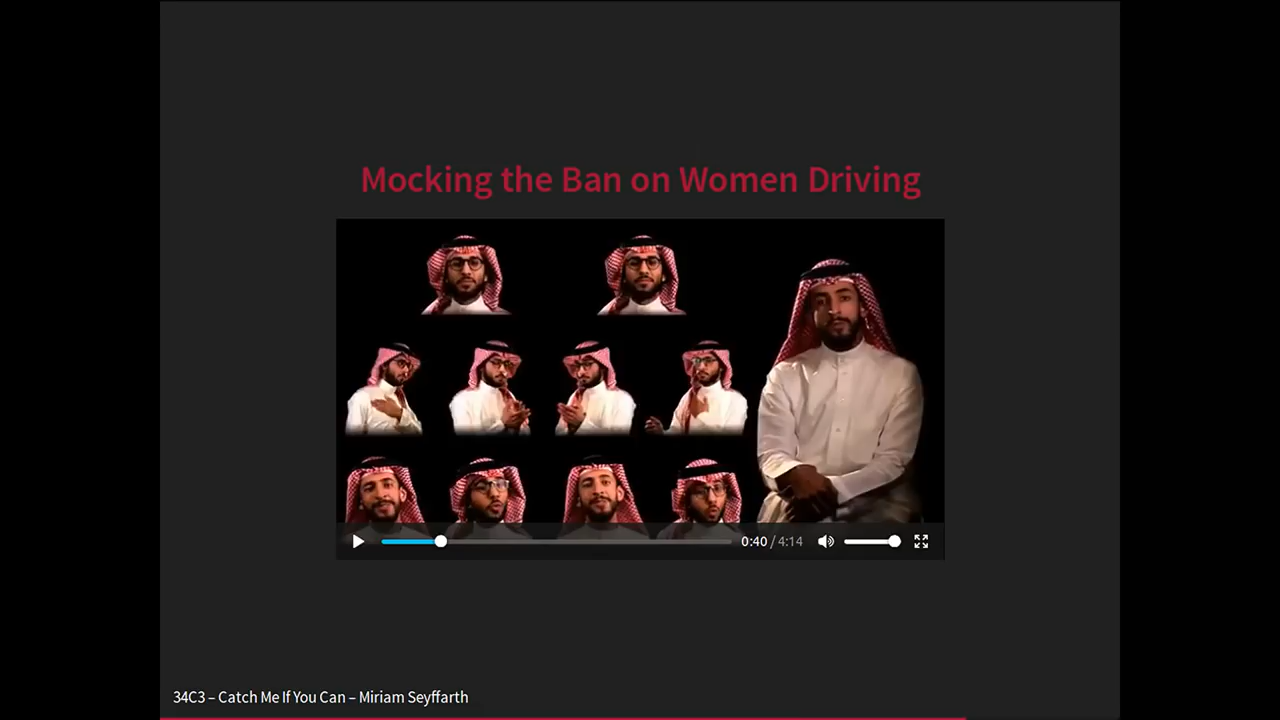 Mocking the Ban on Women Driving
0:40 / 4:14
34C3 – Catch Me If You Can – Miriam Seyffarth